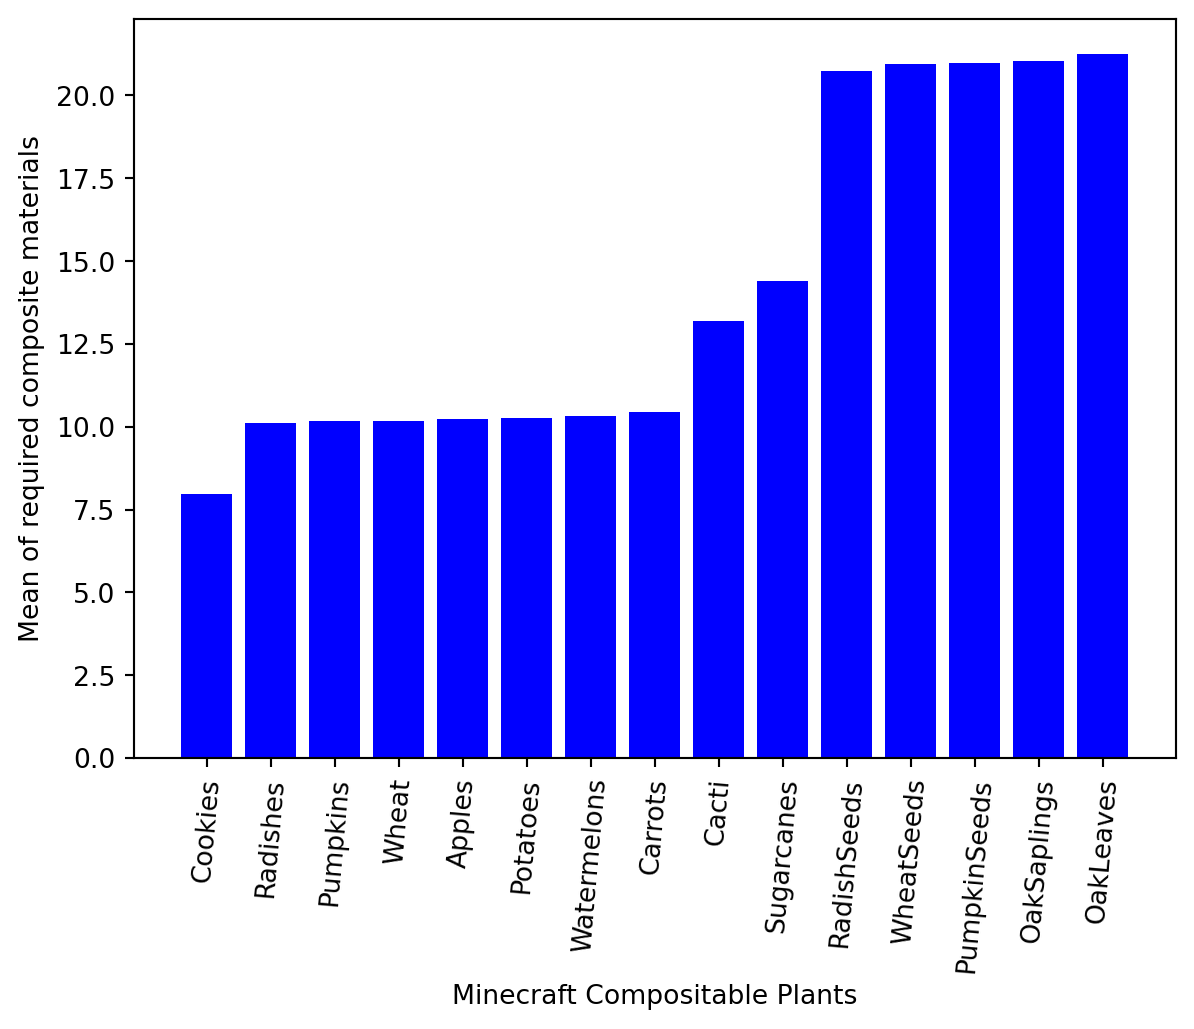 20.0
17.5
15.0
12.5
10.0
7.5
5.0
2.5
0.0
Mean of required composite materials
Cookies
Radishes
Pumpkins
Wheat
Apples
Potatoes
Watermelons
Carrots
Cacti
Sugarcanes
RadishSeeds
WheatSeeds
PumpkinSeeds
OakSaplings
OakLeaves
Minecraft Compositable Plants